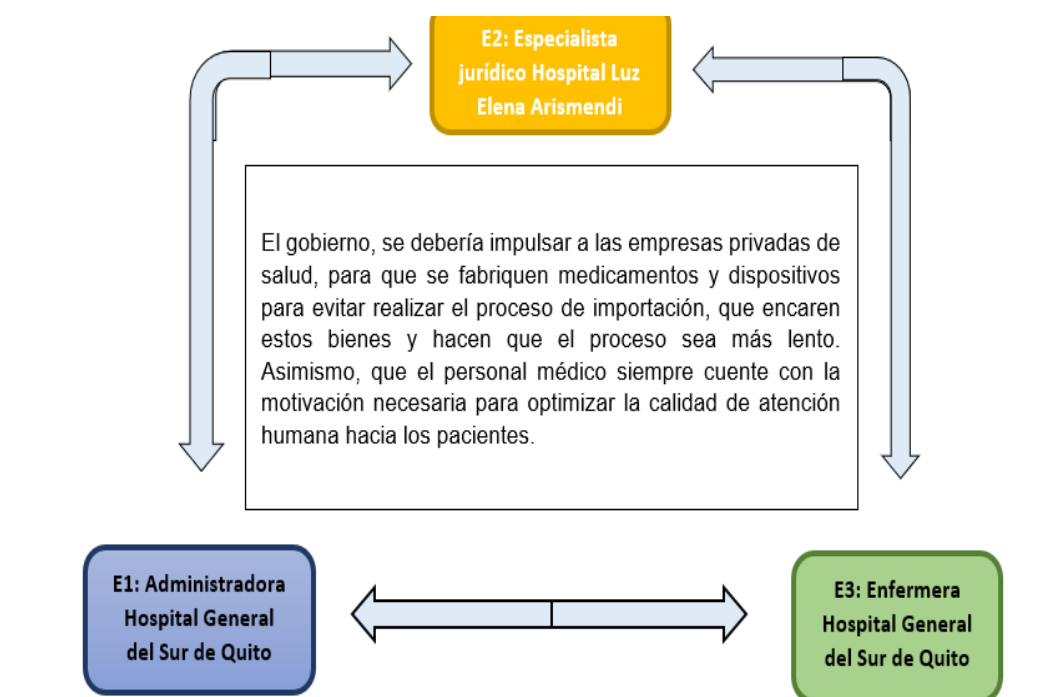 E2: Especialista
jurídico Hospital Luz
Elena Arismendi
El gobierno, se debería impulsar a las empresas privadas de
salud, para que se fabriquen medicamentos y dispositivos
para evitar realizar el proceso de importación, que encaren
estos bienes y hacen que el proceso sea más lento.
Asimismo, que el personal médico siempre cuente con la
motivación necesaria para optimizar la calidad de atención
humana hacia los pacientes.
E1: Administradora
Hospital General
del Sur de Quito
E3: Enfermera
Hospital General
del Sur de Quito